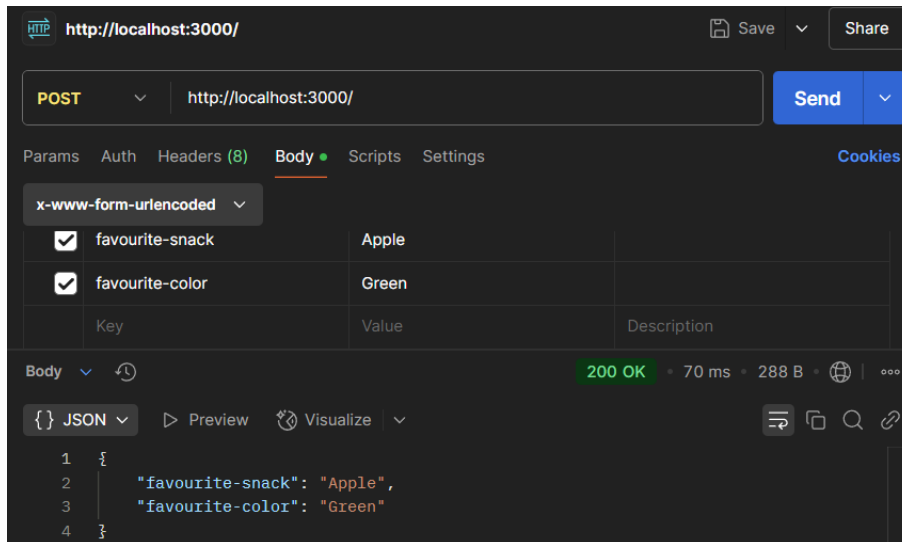 HTTP http://localhost:3000/ Save Share
POST http://localhost:3000/ Send
Params Auth Headers (8) Body Scripts Settings Cookies
x-www-form-urlencoded
favourite-snack Apple
favourite-color Green
Key Value Description
Body 200 OK 70 ms 288 B
{} JSON Preview Visualize
1 {
2 "favourite-snack": "Apple",
3 "favourite-color": "Green"
4 }